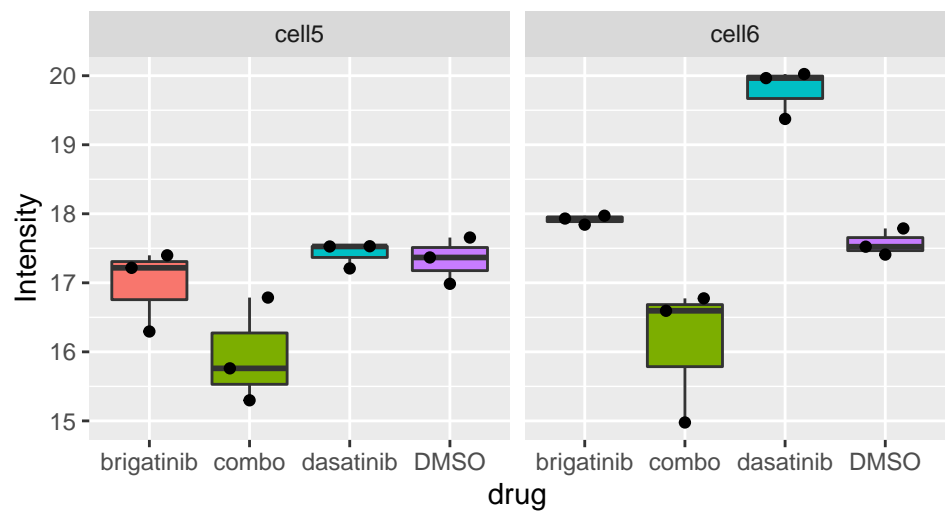 cell5 cell6
20
19
18
17
16
15
Intensity
brigatinib combo dasatinib DMSO brigatinib combo dasatinib DMSO
drug